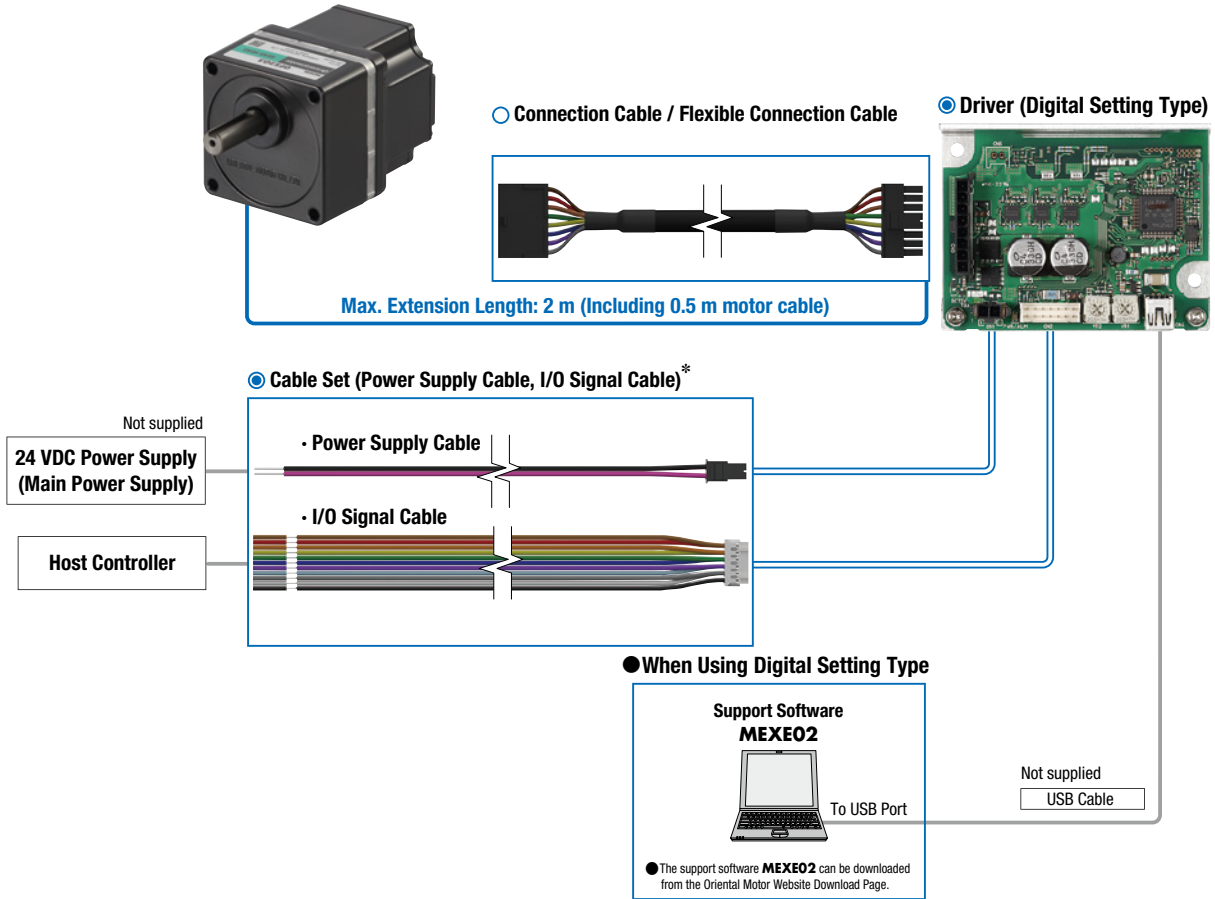 ○ Connection Cable / Flexible Connection Cable
◉ Driver (Digital Setting Type)
Max. Extension Length: 2 m (Including 0.5 m motor cable)
◉ Cable Set (Power Supply Cable, I/O Signal Cable)*
Not supplied
24 VDC Power Supply
(Main Power Supply)
· Power Supply Cable
· I/O Signal Cable
Host Controller
●When Using Digital Setting Type
Support Software
MEXE02
To USB Port
Not supplied
USB Cable
●The support software MEXE02 can be downloaded
from the Oriental Motor Website Download Page.